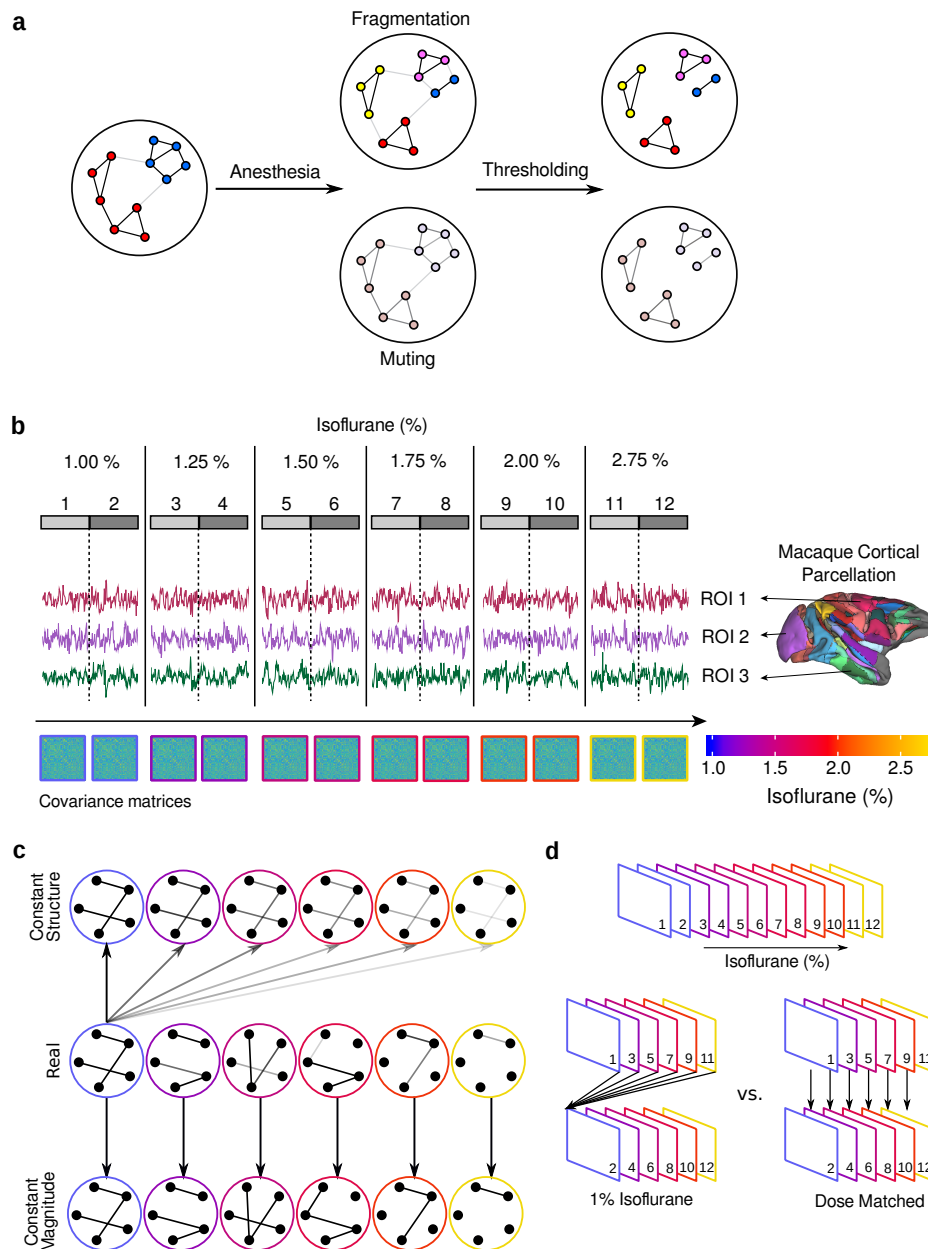 a
Fragmentation
Anesthesia
Thresholding
Muting
b
Isoflurane (%)
1.00 %
1.25 %
1.50 %
1.75 %
2.00 %
2.75 %
1 2 3 4 5 6 7 8 9 10 11 12
Macaque Cortical
Parcellation
ROI 1
ROI 2
ROI 3
Covariance matrices
1.0 1.5 2.0 2.5
Isoflurane (%)
c
Constant
Structure
Real
Constant
Magnitude
d
1 2 3 4 5 6 7 8 9 10 11 12
Isoflurane (%)
1 3 5 7 9 11
2 4 6 8 10 12
1% Isoflurane
vs.
1 3 5 7 9 11
2 4 6 8 10 12
Dose Matched